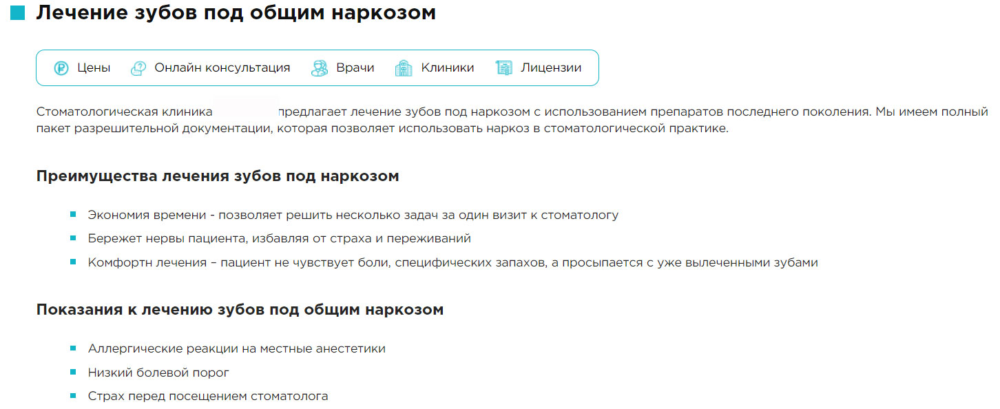 Лечение зубов под общим наркозом
Цены Онлайн консультация Врачи Клиники Лицензии
Стоматологическая клиника предлагает лечение зубов под наркозом с использованием препаратов последнего поколения. Мы имеем полный
пакет разрешительной документации, которая позволяет использовать наркоз в стоматологической практике.
Преимущества лечения зубов под наркозом
Экономия времени - позволяет решить несколько задач за один визит к стоматологу
Бережет нервы пациента, избавляя от страха и переживаний
Комфортн лечения – пациент не чувствует боли, специфических запахов, а просыпается с уже вылеченными зубами
Показания к лечению зубов под общим наркозом
Аллергические реакции на местные анестетики
Низкий болевой порог
Страх перед посещением стоматолога